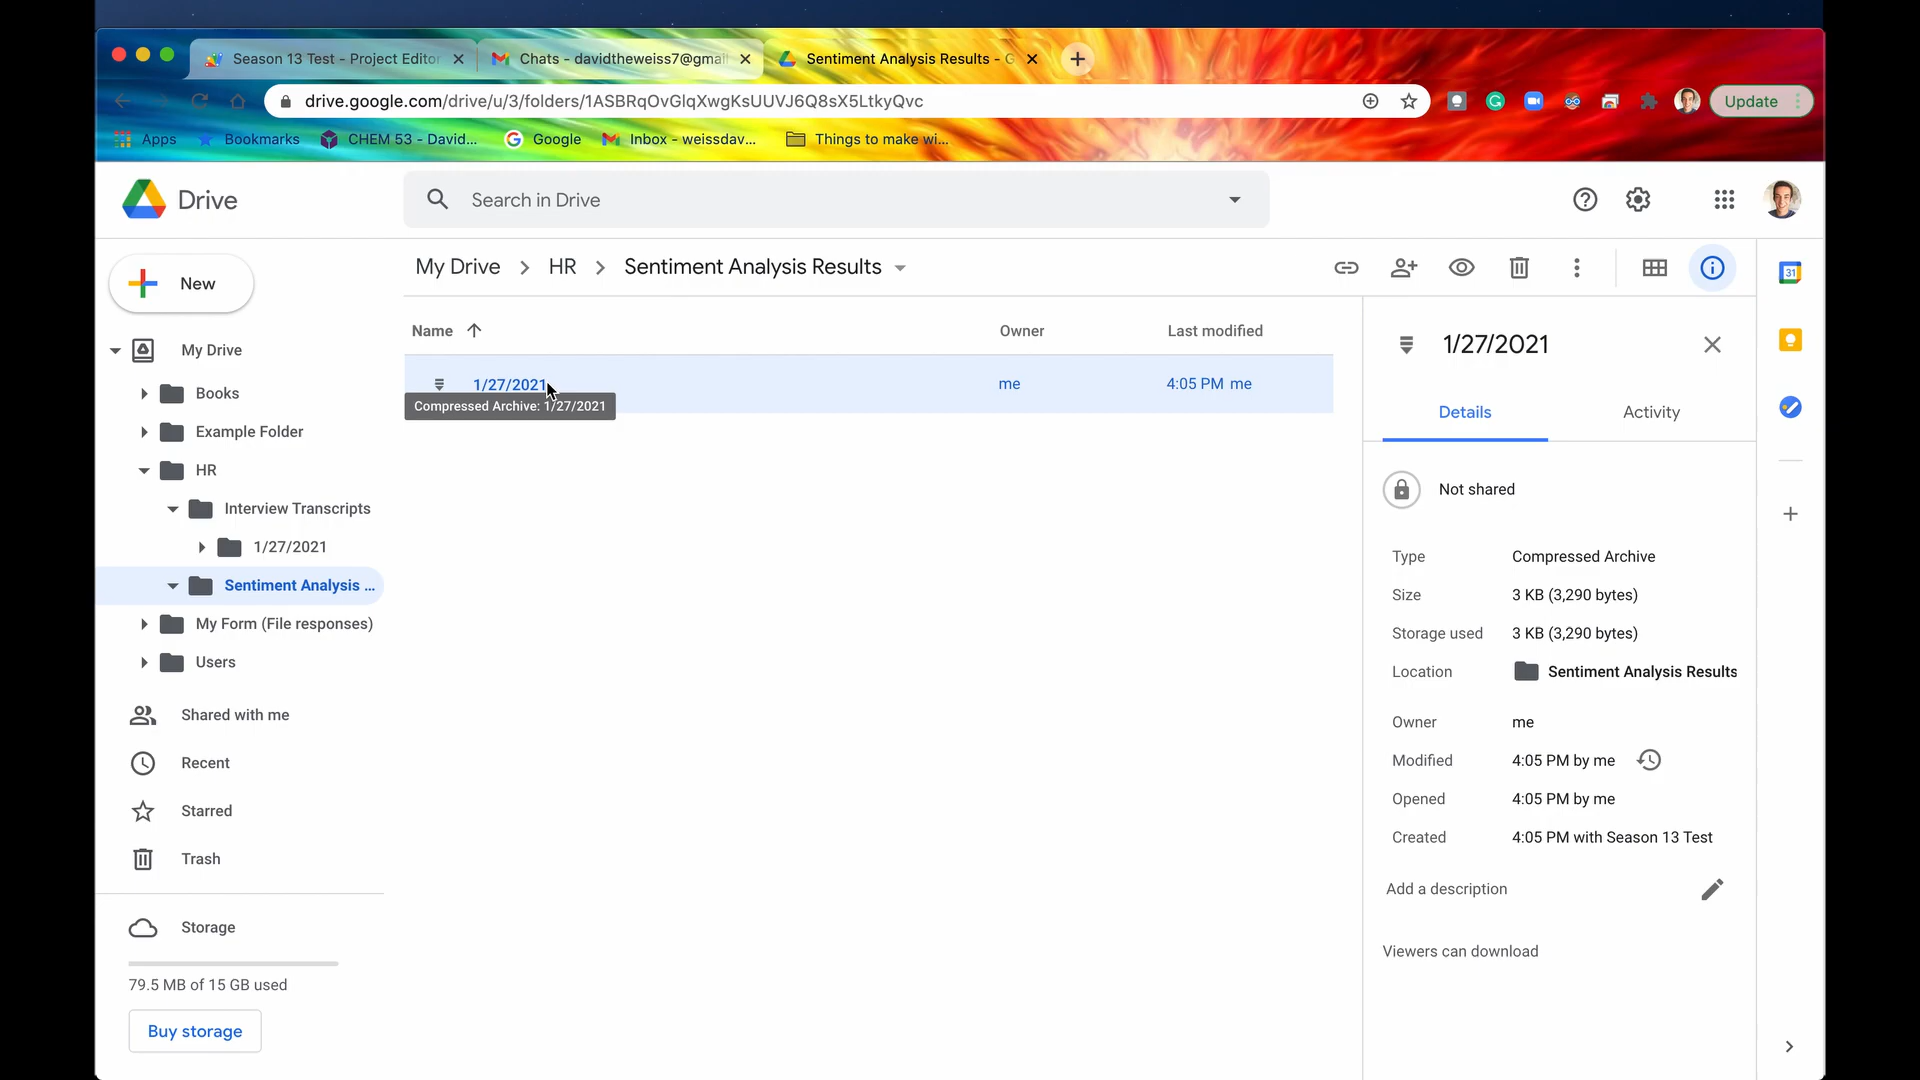 Season 13 Test - Project Editor
Chats - davidtheweiss7@gmai
Sentiment Analysis Results - G
drive.google.com/drive/u/3/folders/1ASBRqOvGlqXwgKsUUVJ6Q8sX5LtkyQvc
Update
Apps
Bookmarks
CHEM 53 - David...
Google
Inbox - weissdav...
Things to make wi...
Drive
Search in Drive
New
My Drive
HR
Sentiment Analysis Results
31
Name
Owner
Last modified
1/27/2021
My Drive
1/27/2021
me
4:05 PM me
Compressed Archive: 1/27/2021
Books
Details
Activity
Example Folder
HR
Not shared
Interview Transcripts
1/27/2021
Type
Compressed Archive
Sentiment Analysis ...
Size
3 KB (3,290 bytes)
My Form (File responses)
Storage used
3 KB (3,290 bytes)
Users
Location
Sentiment Analysis Results
Shared with me
Owner
me
Recent
Modified
4:05 PM by me
Starred
Opened
4:05 PM by me
Created
4:05 PM with Season 13 Test
Trash
Add a description
Storage
Viewers can download
79.5 MB of 15 GB used
Buy storage